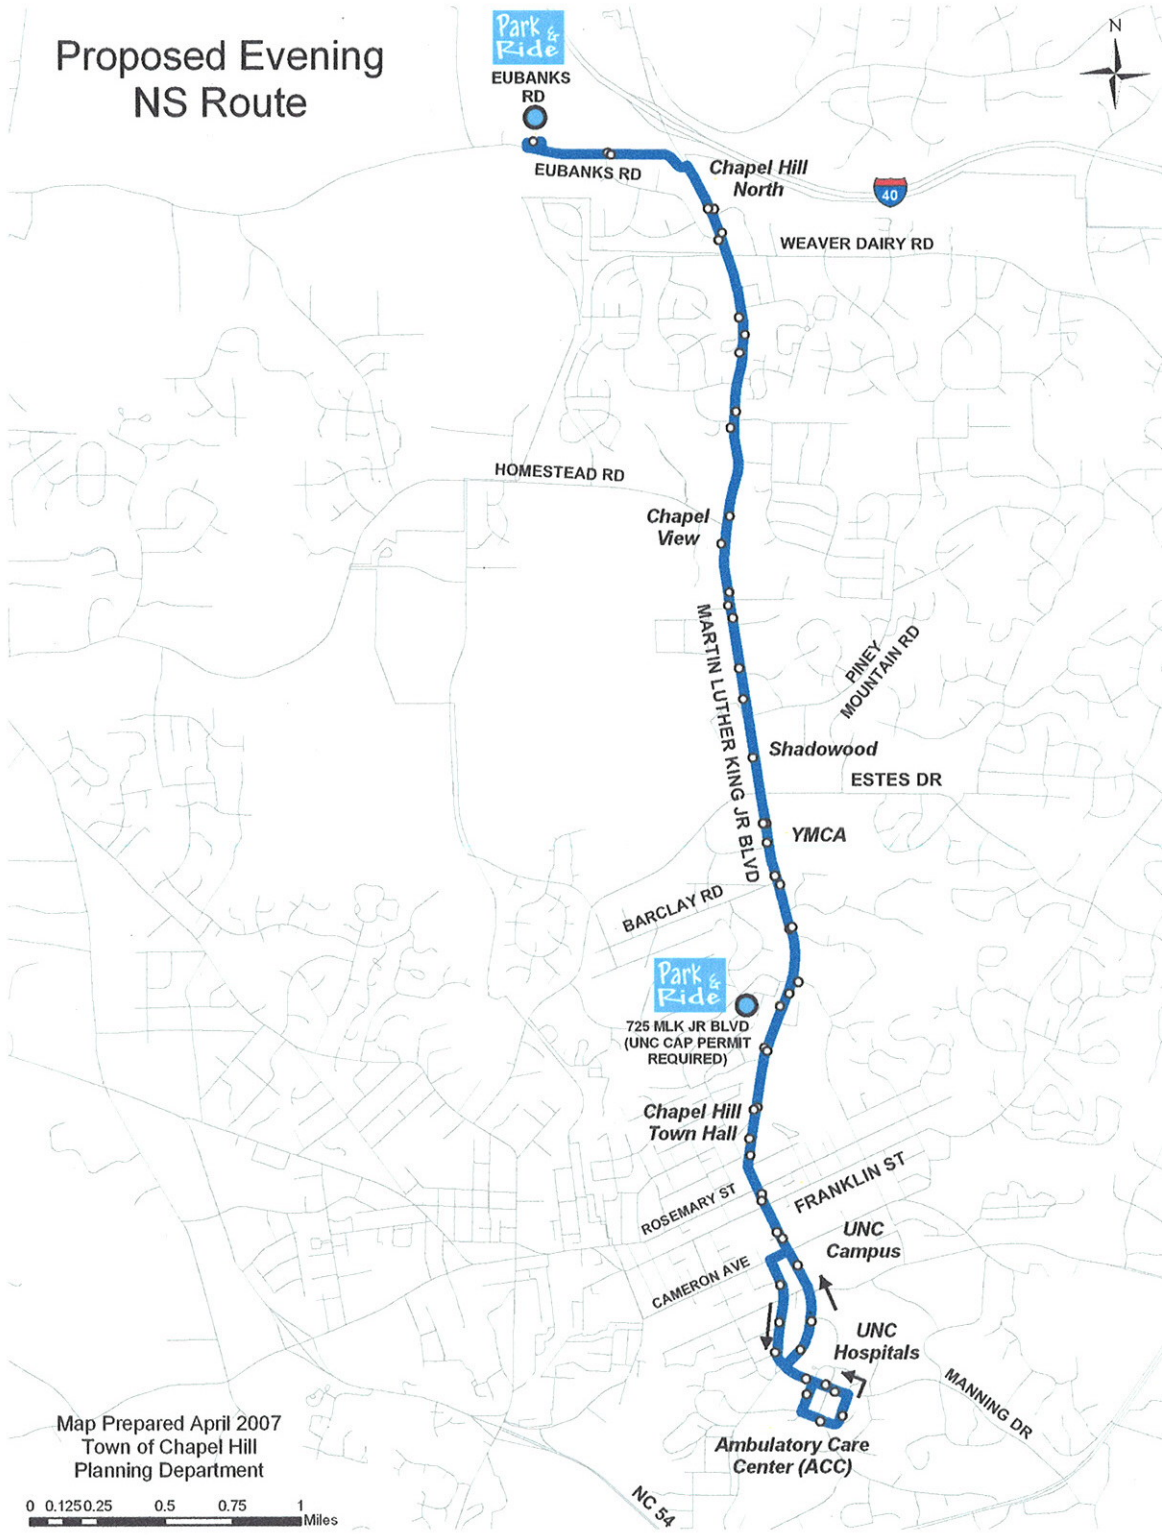 Proposed Evening
NS Route
Park &
Ride
EUBANKS
RD
N
EUBANKS RD
Chapel Hill
North
40
WEAVER DAIRY RD
HOMESTEAD RD
Chapel
View
MARTIN LUTHER KING JR BLVD
PINEY
MOUNTAIN RD
Shadowood
ESTES DR
YMCA
BARCLAY RD
Park &
Ride
725 MLK JR BLVD
(UNC CAP PERMIT
REQUIRED)
Chapel Hill
Town Hall
FRANKLIN ST
ROSEMARY ST
UNC
Campus
CAMERON AVE
UNC
Hospitals
MANNING DR
Ambulatory Care
Center (ACC)
NC 54
Map Prepared April 2007
Town of Chapel Hill
Planning Department
0 0.125 0.25 0.5 0.75 1
Miles